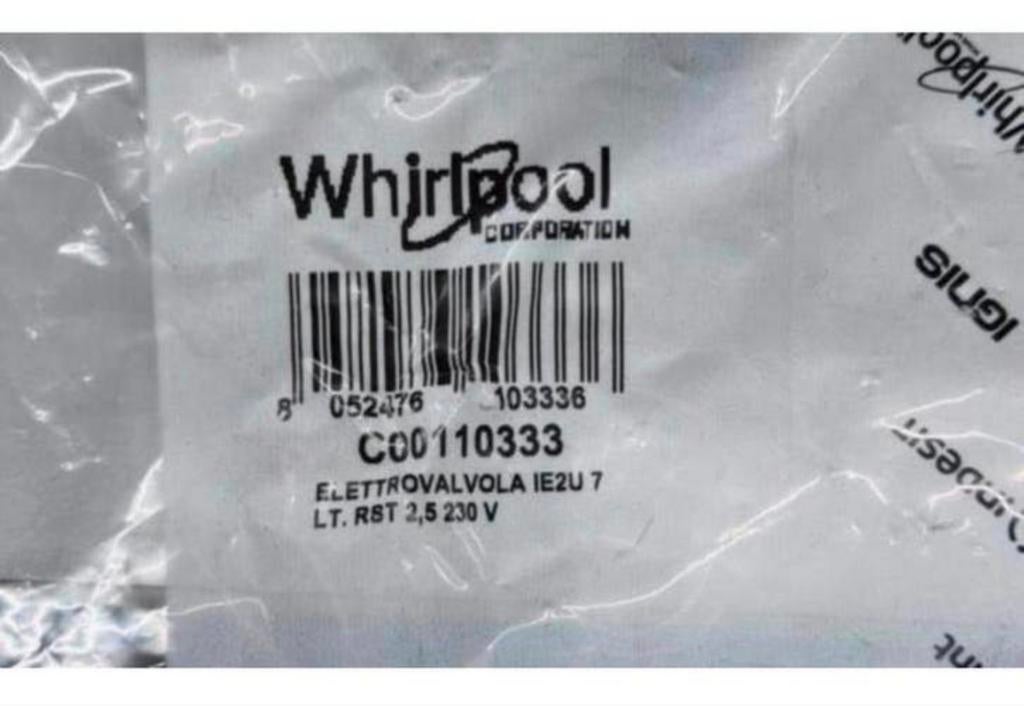 Whirlpool
CORPORATION
8 052476 103336
C00110333
ELETTROVALVOLA IE2U 7
LT. RST 2,5 230 V
Whirlpool
IGNIS
indesit